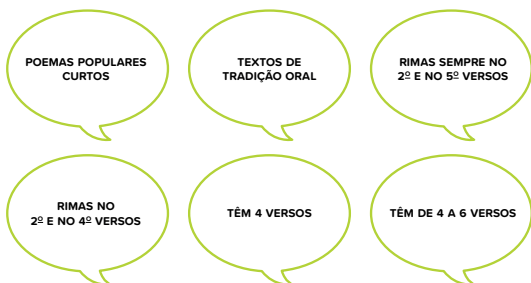 POEMAS POPULARES
CURTOS
TEXTOS DE
TRADIÇÃO ORAL
RIMAS SEMPRE NO
2º E NO 5º VERSOS
RIMAS NO
2º E NO 4º VERSOS
TÊM 4 VERSOS
TÊM DE 4 A 6 VERSOS